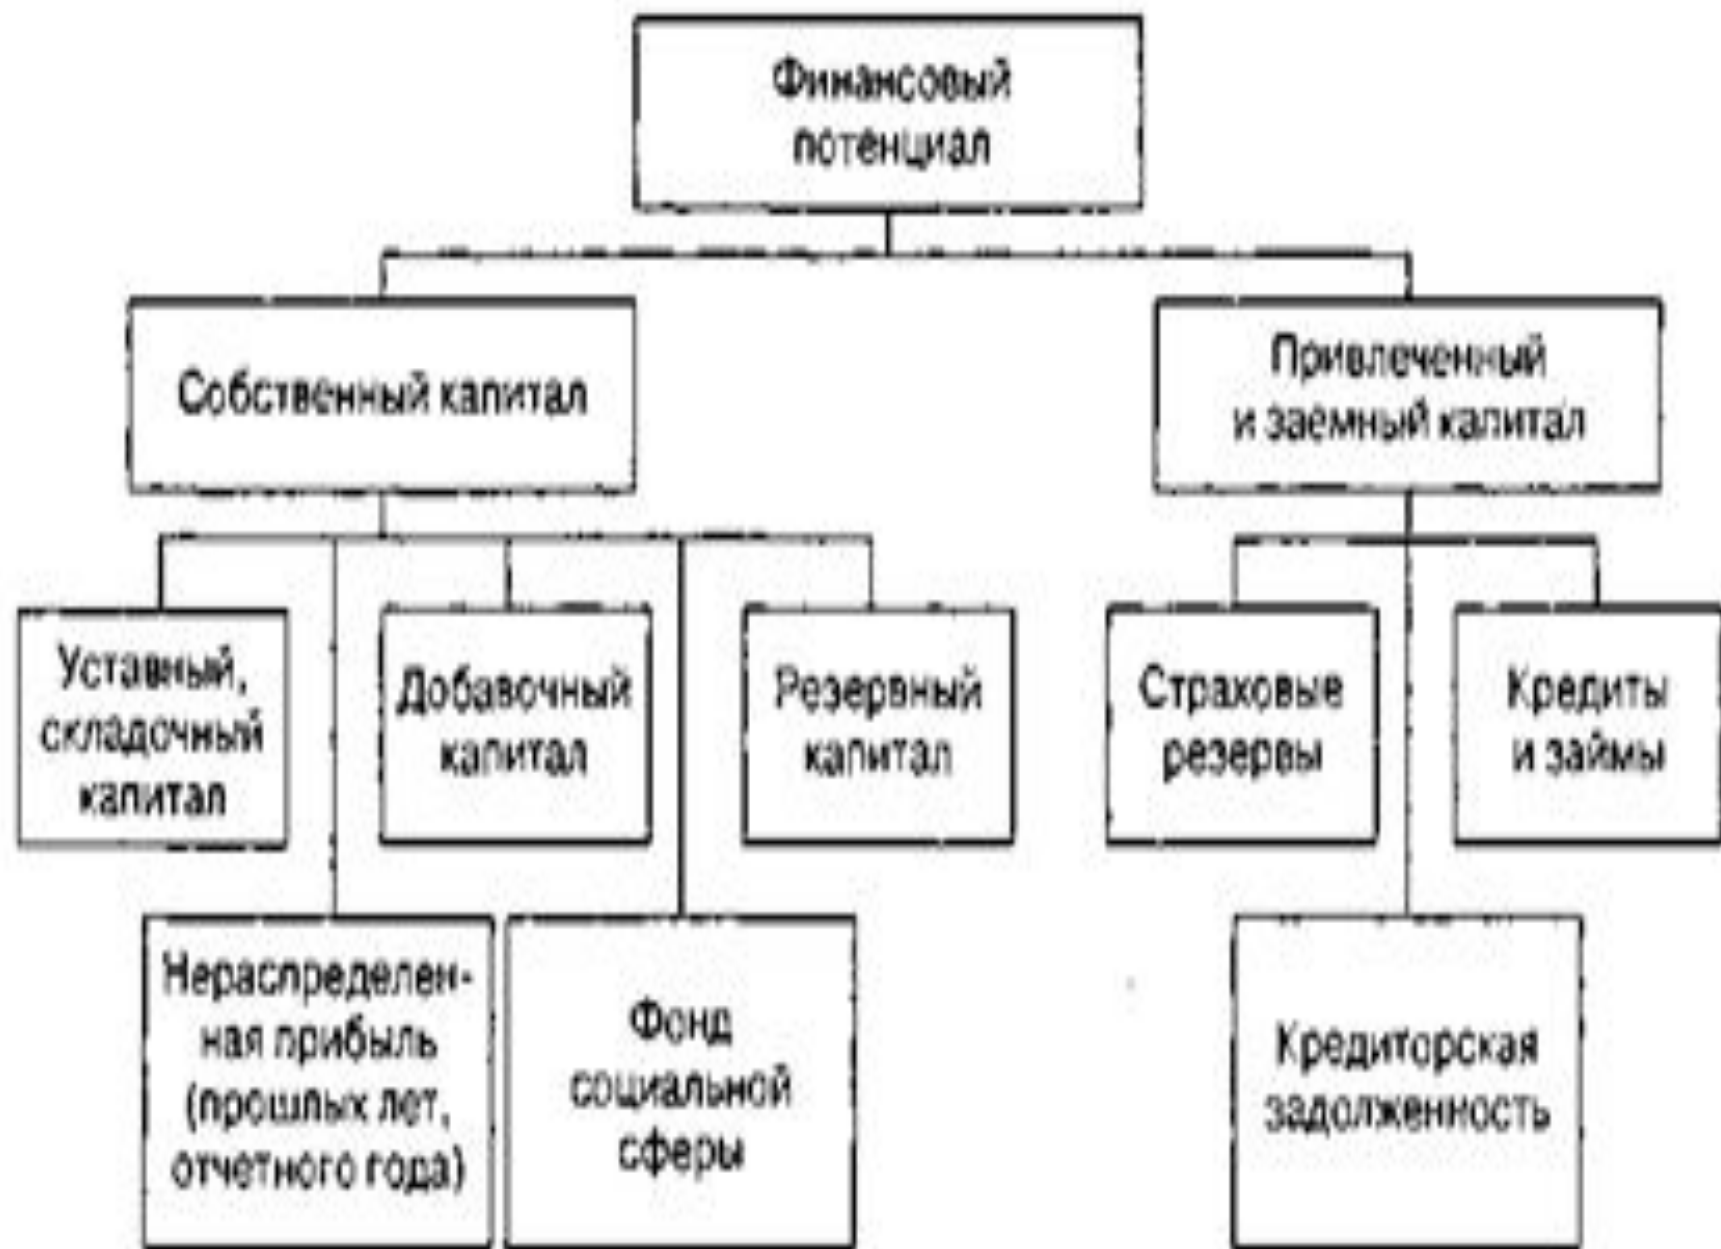 Финансовый
потенциал
Собственный капитал
Привлеченный
и заемный капитал
Уставный,
складочный
капитал
Добавочный
капитал
Резервный
капитал
Страховые
резервы
Кредиты
и займы
Нераспределен-
ная прибыль
(прошлых лет,
отчетного года)
Фонд
социальной
сферы
Кредиторская
задолженность